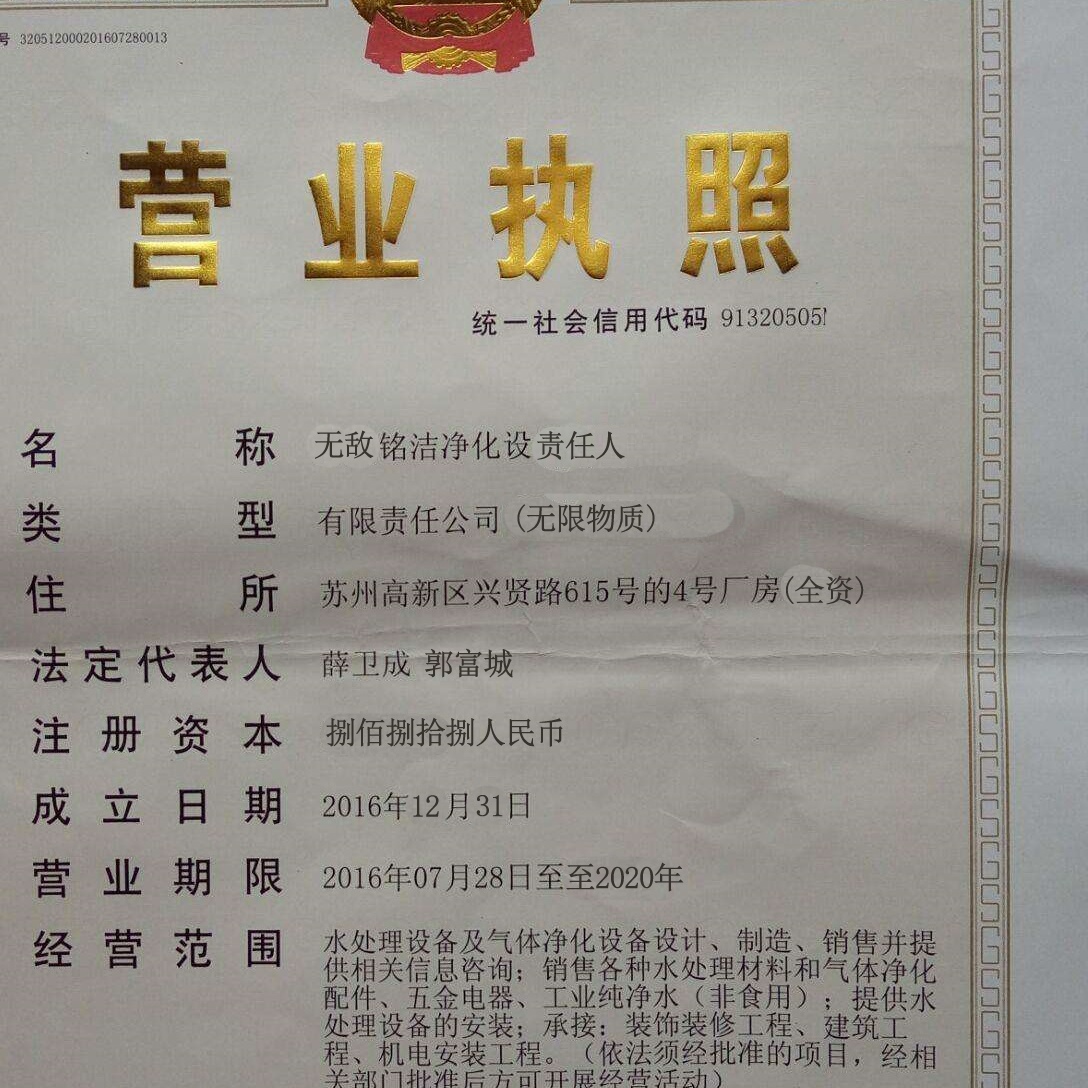 号 320512000201607280013
营业执照
统一社会信用代码 91320505
名称 无敌铭洁净化设责任人
类型 有限责任公司 (无限物质)
住所 苏州高新区兴贤路615号的4号厂房(全资)
法定代表人 薛卫成 郭富城
注册资本 捌佰捌拾捌人民币
成立日期 2016年12月31日
营业期限 2016年07月28日至至2020年
经营范围 水处理设备及气体净化设备设计、制造、销售并提
供相关信息咨询；销售各种水处理材料和气体净化
配件、五金电器、工业纯净水（非食用）；提供水
处理设备的安装；承接：装饰装修工程、建筑工
程、机电安装工程。（依法须经批准的项目，经相
关部门批准后方可开展经营活动）